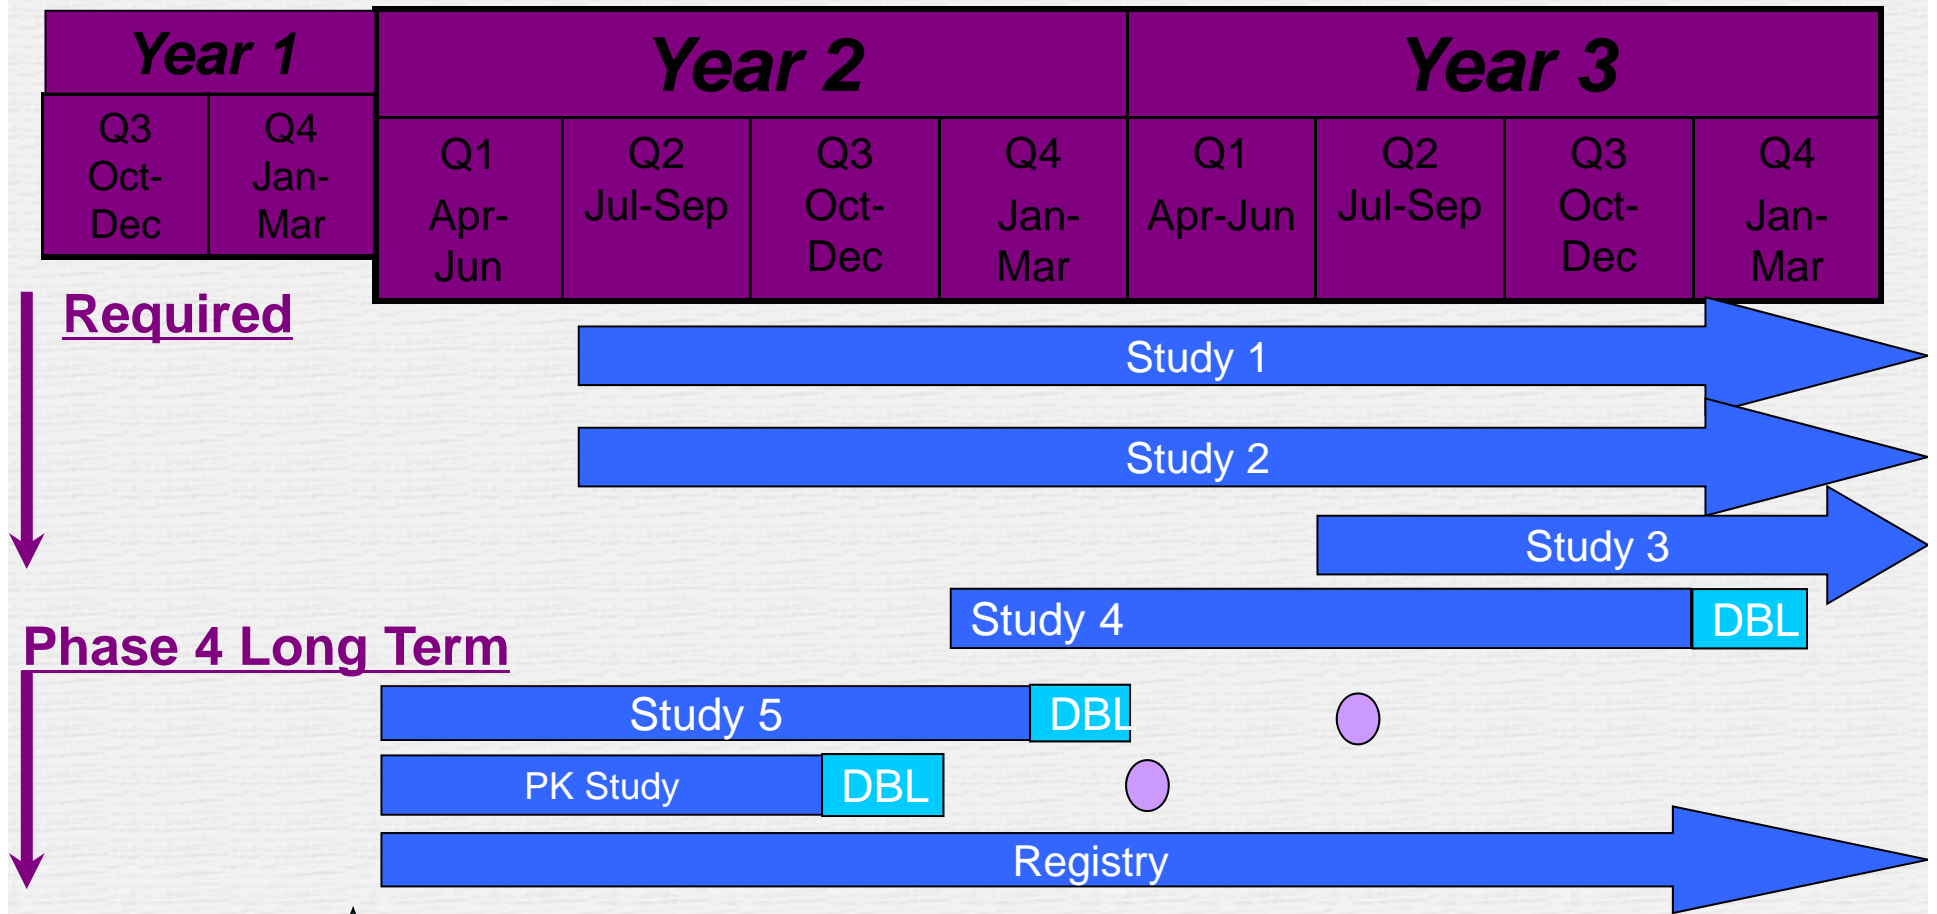 Year 1
Year 2
Year 3
Q3
Oct-
Dec
Q4
Jan-
Mar
Q1
Apr-
Jun
Q2
Jul-Sep
Q3
Oct-
Dec
Q4
Jan-
Mar
Q1
Apr-Jun
Q2
Jul-Sep
Q3
Oct-
Dec
Q4
Jan-
Mar
Required
Study 1
Study 2
Study 3
Study 4
DBL
Phase 4 Long Term
Study 5
DBL
PK Study
DBL
Registry